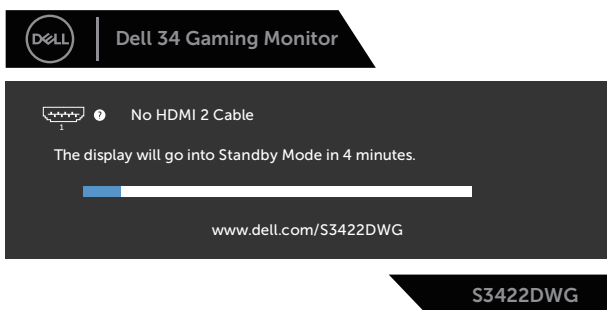 DELL
Dell 34 Gaming Monitor
? No HDMI 2 Cable
1
The display will go into Standby Mode in 4 minutes.
www.dell.com/S3422DWG
S3422DWG